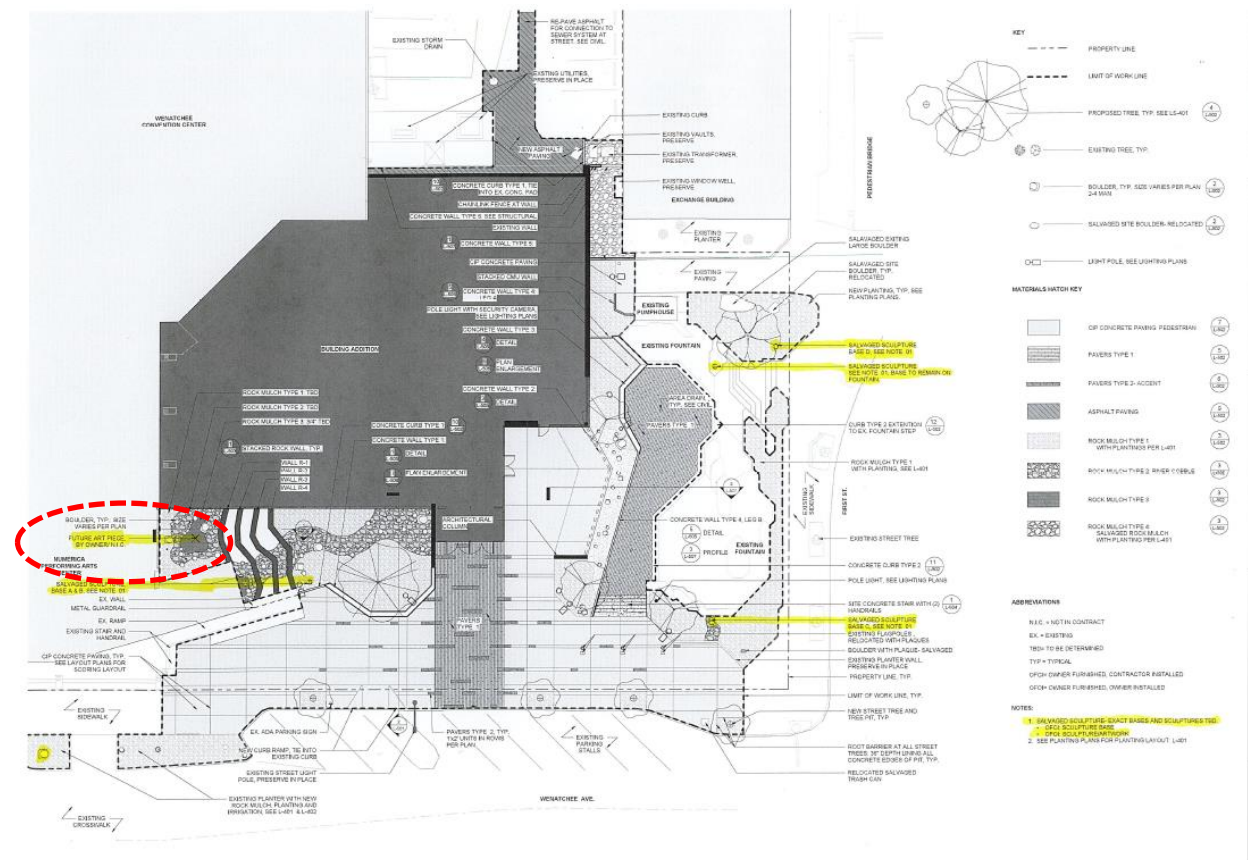 RE-PAVE ASPHALT
FOR CONNECTION TO
SEWER SYSTEM AT
STREET, SEE CIVIL.
EXISTING STORM
DRAIN
EXISTING UTILITIES,
PRESERVE IN PLACE
WENATCHEE
CONVENTION CENTER
NEW ASPHALT
PAVING
EXISTING CURB
EXISTING VAULTS,
PRESERVE
EXISTING TRANSFORMER,
PRESERVE
EXISTING WINDOW WELL,
PRESERVE
EXCHANGE BUILDING
PEDESTRIAN BRIDGE
CONCRETE CURB TYPE 1, TIE
INTO EX. CONC. PAD
CHAINLINK FENCE AT WALL
CONCRETE WALL TYPE 5, SEE STRUCTURAL
EXISTING WALL
CONCRETE WALL TYPE 5,
CIP CONCRETE PAVING
STACKED CMU WALL
CONCRETE WALL TYPE 4
POLE LIGHT WITH SECURITY CAMERA,
SEE LIGHTING PLANS
CONCRETE WALL TYPE 3
DETAIL
PLAN
ENLARGEMENT
CONCRETE WALL TYPE 2
DETAIL
BUILDING ADDITION
EXISTING
PLANTER
EXISTING
PAVING
EXISTING
PUMPHOUSE
EXISTING FOUNTAIN
SALAVAGED EXITING
LARGE BOULDER
SALAVAGED SITE
BOULDER, TYP.
RELOCATED
NEW PLANTING, TYP. SEE
PLANTING PLANS,
SALVAGED SCULPTURE
BASE D, SEE NOTE 01
SALVAGED SCULPTURE
SEE NOTE 01, BASE TO REMAIN ON
FOUNTAIN.
AREA DRAIN,
TYP, SEE CIVIL
PAVERS TYPE 1
CURB TYPE 2 EXTENTION
TO EX. FOUNTAIN STEP
ROCK MULCH TYPE 1
WITH PLANTING, SEE L-401
EXISTING
SIDEWALK
FIRST ST.
ROCK MULCH TYPE 1 TBD
ROCK MULCH TYPE 2 TBD
ROCK MULCH TYPE 3 3/4" TBD
STACKED ROCK WALL, TYP.
WALL R-1
WALL R-2
WALL R-3
WALL R-4
CONCRETE CURB TYPE 1
CONCRETE WALL TYPE 1
DETAIL
PLAN ENLARGEMENT
ARCHITECTURAL
COLUMN
BOULDER, TYP., SIZE
VARIES PER PLAN
FUTURE ART PIECE,
BY OWNER/ N.I.C.
NUMERICA
PERFORMING ARTS
CENTER
SALVAGED SCULPTURE
BASE A & B, SEE NOTE 01
EX. WALL
METAL GUARDRAIL
EX. RAMP
EXISTING STAIR AND
HANDRAIL
CIP CONCRETE PAVING, TYP.
SEE LAYOUT PLANS FOR
SCORING LAYOUT
EXISTING
SIDEWALK
CONCRETE WALL TYPE 4, LEG B
DETAIL
PROFILE
EXISTING
FOUNTAIN
EXISTING STREET TREE
CONCRETE CURB TYPE 2
POLE LIGHT, SEE LIGHTING PLANS
SITE CONCRETE STAIR WITH (2)
HANDRAILS
SALVAGED SCULPTURE
BASE C, SEE NOTE 01
EXISTING FLAGPOLES,
RELOCATED WITH PLAQUES
BOULDER WITH PLAQUE- SALVAGED
EXISTING PLANTER WALL,
PRESERVE IN PLACE
PROPERTY LINE, TYP.
LIMIT OF WORK LINE, TYP.
NEW STREET TREE AND
TREE PIT, TYP
ROOT BARRIER AT ALL STREET
TREES, 36" DEPTH LINING ALL
CONCRETE EDGES OF PIT, TYP.
RELOCATED SALVAGED
TRASH CAN
PAVERS
TYPE 1
EX. ADA PARKING SIGN
NEW CURB RAMP, TIE INTO
EXISTING CURB
EXISTING STREET LIGHT
POLE, PRESERVE IN PLACE
EXISTING PLANTER WITH NEW
ROCK MULCH, PLANTING AND
IRRIGATION, SEE L-401 & L-402
PAVERS TYPE 2, TYP.
1'x2' UNITS IN ROWS
PER PLAN.
EXISTING
PARKING
STALLS
WENATCHEE AVE.
EXISTING
CROSSWALK
KEY
PROPERTY LINE
LIMIT OF WORK LINE
PROPOSED TREE, TYP. SEE LS-401
EXISTING TREE, TYP.
BOULDER, TYP. SIZE VARIES PER PLAN
2-4 MAN
SALVAGED SITE BOULDER- RELOCATED
LIGHT POLE, SEE LIGHTING PLANS
MATERIALS HATCH KEY
CIP CONCRETE PAVING PEDESTRIAN
PAVERS TYPE 1
PAVERS TYPE 2- ACCENT
ASPHALT PAVING
ROCK MULCH TYPE 1
WITH PLANTINGS PER L-401
ROCK MULCH TYPE 2: RIVER COBBLE
ROCK MULCH TYPE 3
ROCK MULCH TYPE 4:
SALVAGED ROCK MULCH
WITH PLANTING PER L-401
ABBREVIATIONS
N.I.C. = NOT IN CONTRACT
EX. = EXISTING
TBD= TO BE DETERMINED
TYP = TYPICAL
OFCI= OWNER FURNISHED, CONTRACTOR INSTALLED
OFOI= OWNER FURNISHED, OWNER INSTALLED
NOTES:
1. SALVAGED SCULPTURE- EXACT BASES AND SCULPTURES TBD
- OFCI: SCULPTURE BASE
- OFOI: SCULPTURE/ARTWORK
2. SEE PLANTING PLANS FOR PLANTING LAYOUT L-401